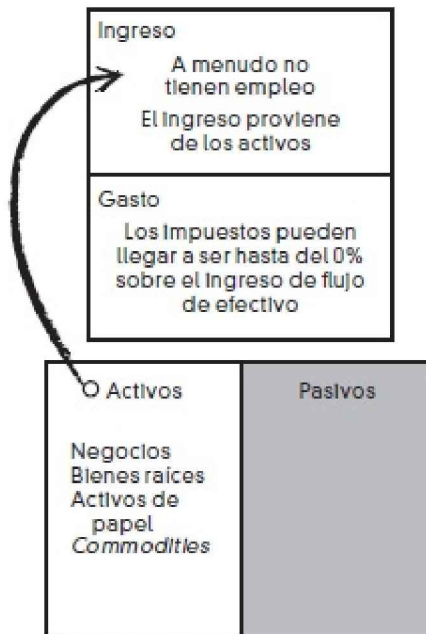 Ingreso
A menudo no
tienen empleo
El ingreso proviene
de los activos
Gasto
Los impuestos pueden
llegar a ser hasta del 0%
sobre el ingreso de flujo
de efectivo
Activos
Negocios
Bienes raíces
Activos de
papel
Commodities
Pasivos